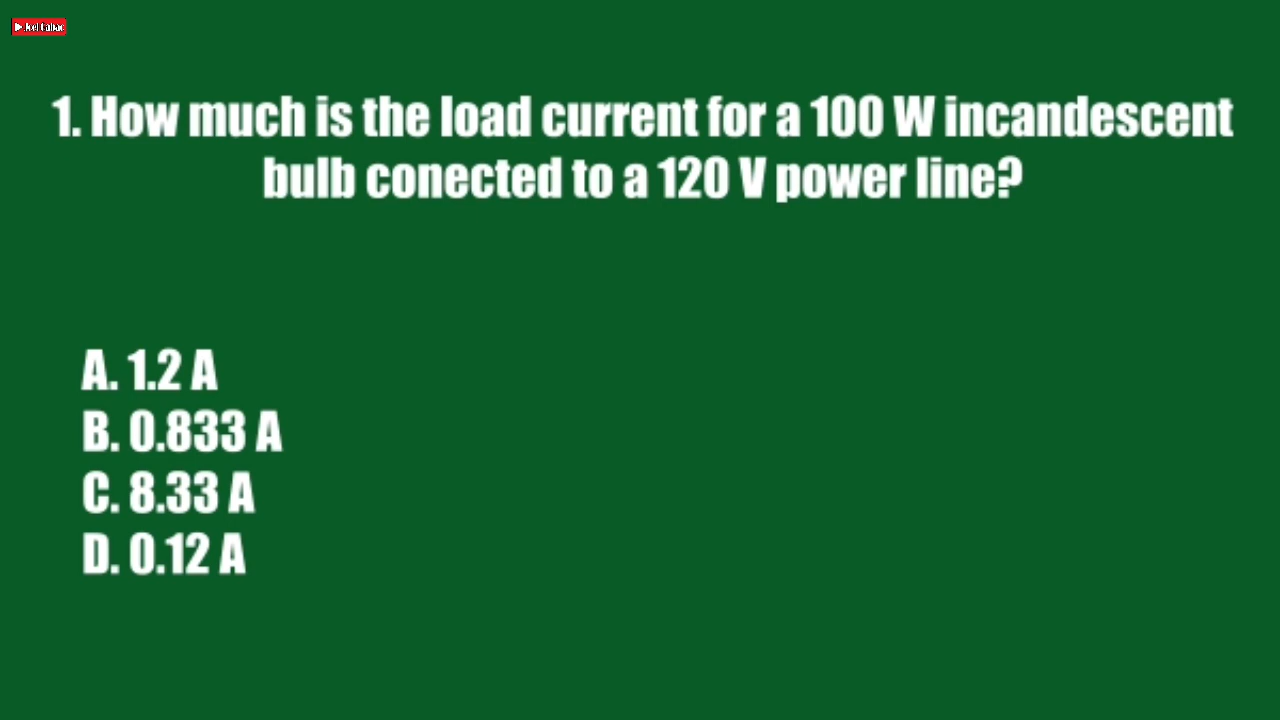 1. How much is the load current for a 100 W incandescent
bulb conected to a 120 V power line?
A. 1.2 A
B. 0.833 A
C. 8.33 A
D. 0.12 A